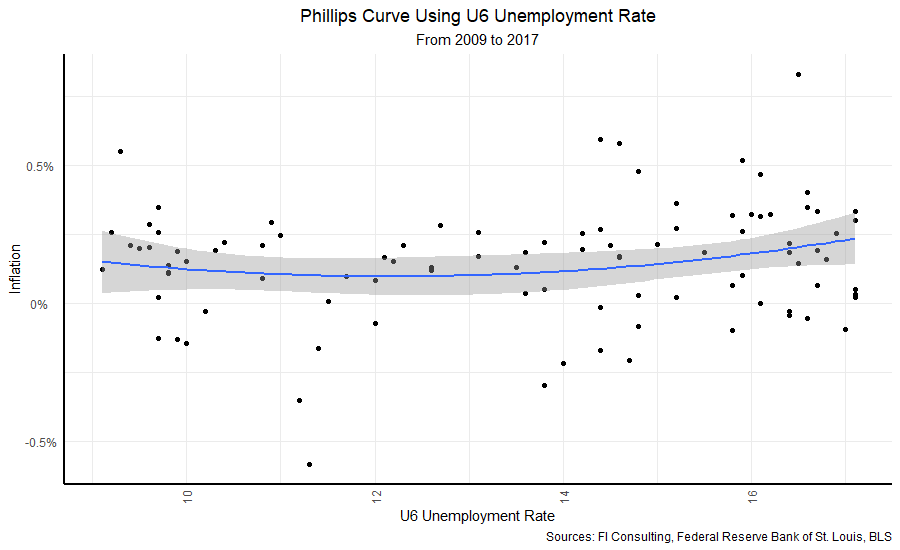 Phillips Curve Using U6 Unemployment Rate
From 2009 to 2017
Inflation
0.5%
0%
-0.5%
10
12
14
16
U6 Unemployment Rate
Sources: FI Consulting, Federal Reserve Bank of St. Louis, BLS